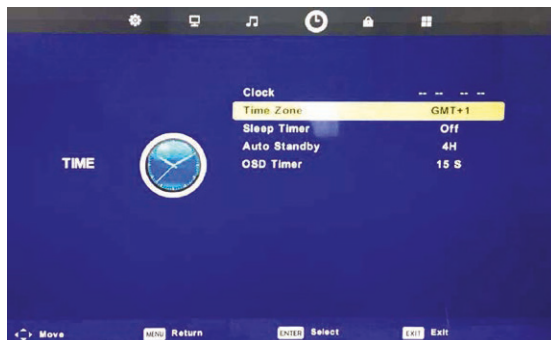 Clock -- -- -- --
Time Zone GMT+1
Sleep Timer Off
Auto Standby 4H
TIME
OSD Timer 15 S
Move MENU Return ENTER Select EXIT Exit